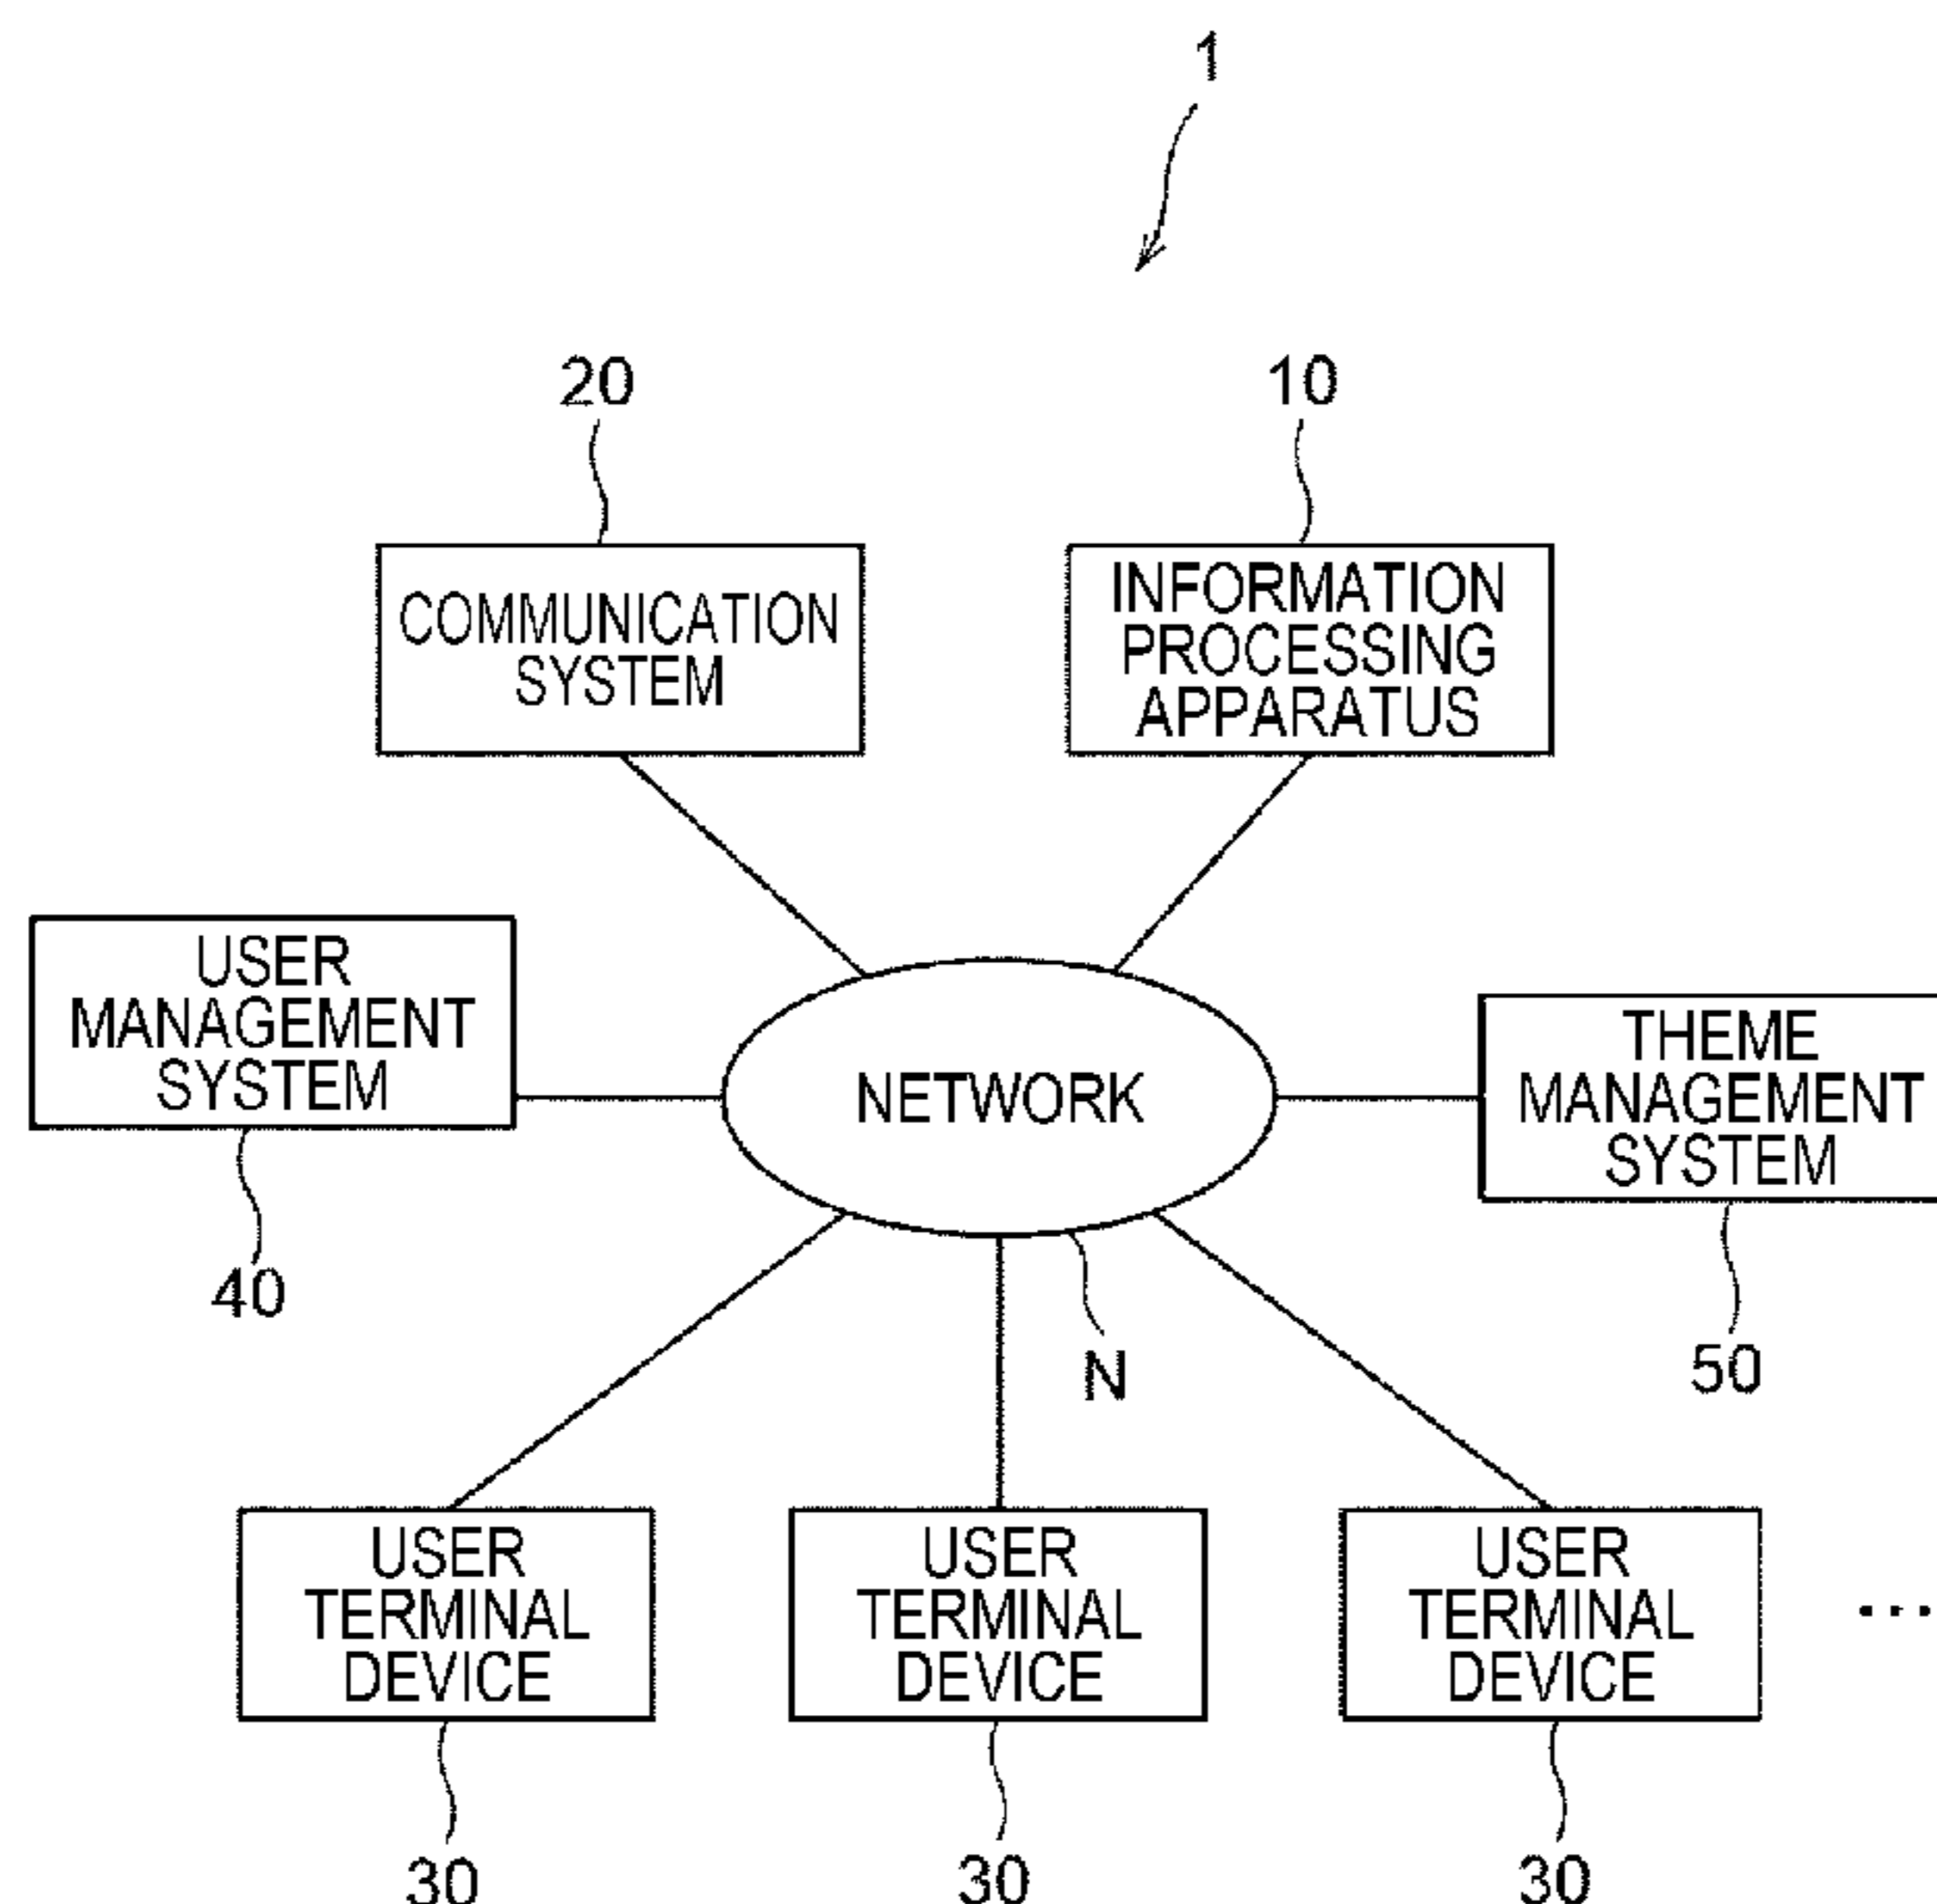 1
20
10
COMMUNICATION
SYSTEM
INFORMATION
PROCESSING
APPARATUS
USER
MANAGEMENT
SYSTEM
NETWORK
THEME
MANAGEMENT
SYSTEM
40
N
50
USER
TERMINAL
DEVICE
USER
TERMINAL
DEVICE
USER
TERMINAL
DEVICE
...
30
30
30